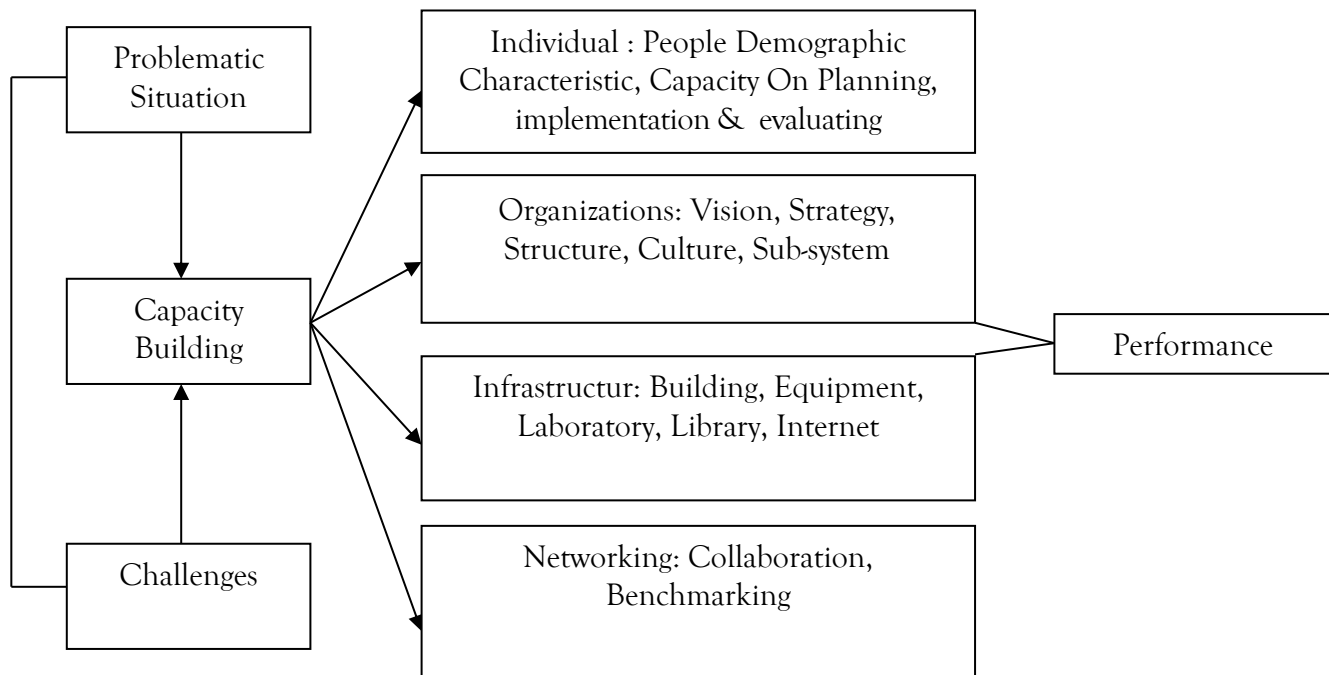 Problematic
Situation
Capacity
Building
Challenges
Individual : People Demographic
Characteristic, Capacity On Planning,
implementation & evaluating
Organizations: Vision, Strategy,
Structure, Culture, Sub-system
Infrastructur: Building, Equipment,
Laboratory, Library, Internet
Networking: Collaboration,
Benchmarking
Performance